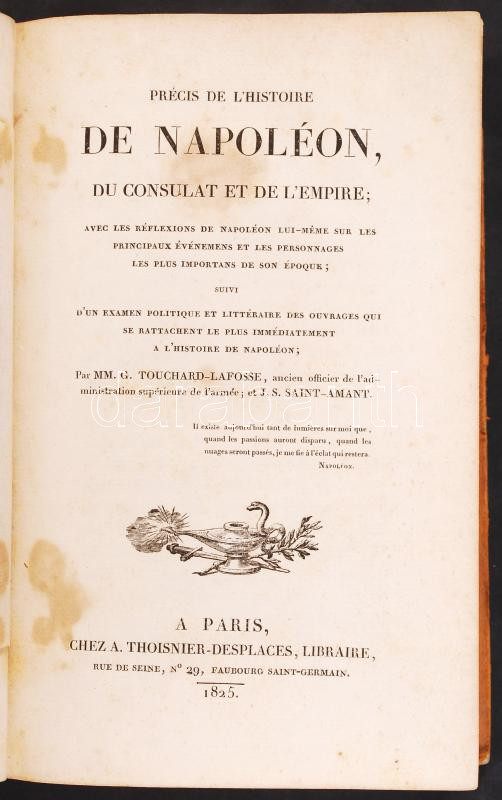 PRÉCIS DE L'HISTOIRE
DE NAPOLÉON,
DU CONSULAT ET DE L'EMPIRE;
AVEC LES RÉFLEXIONS DE NAPOLÉON LUI-MÊME SUR LES
PRINCIPAUX ÉVÉNEMENS ET LES PERSONNAGES
LES PLUS IMPORTANS DE SON ÉPOQUE;
SUIVI
D'UN EXAMEN POLITIQUE ET LITTÉRAIRE DES OUVRAGES QUI
SE RATTACHENT LE PLUS IMMÉDIATEMENT
A L'HISTOIRE DE NAPOLÉON;
Par MM. G. TOUCHARD-LAFOSSE, ancien officier de l'ad-
ministration supérieure de l'armée; et J. S. SAINT-AMANT.
darabanth
Il existe aujourd'hui tant de lumières sur moi que,
quand les passions auront disparu, quand les
nuages seront passés, je me fie à l'éclat qui restera.
NAPOLÉON.
A PARIS,
CHEZ A. THOISNIER-DESPLACES, LIBRAIRE,
RUE DE SEINE, N° 29, FAUBOURG SAINT-GERMAIN.
1825.